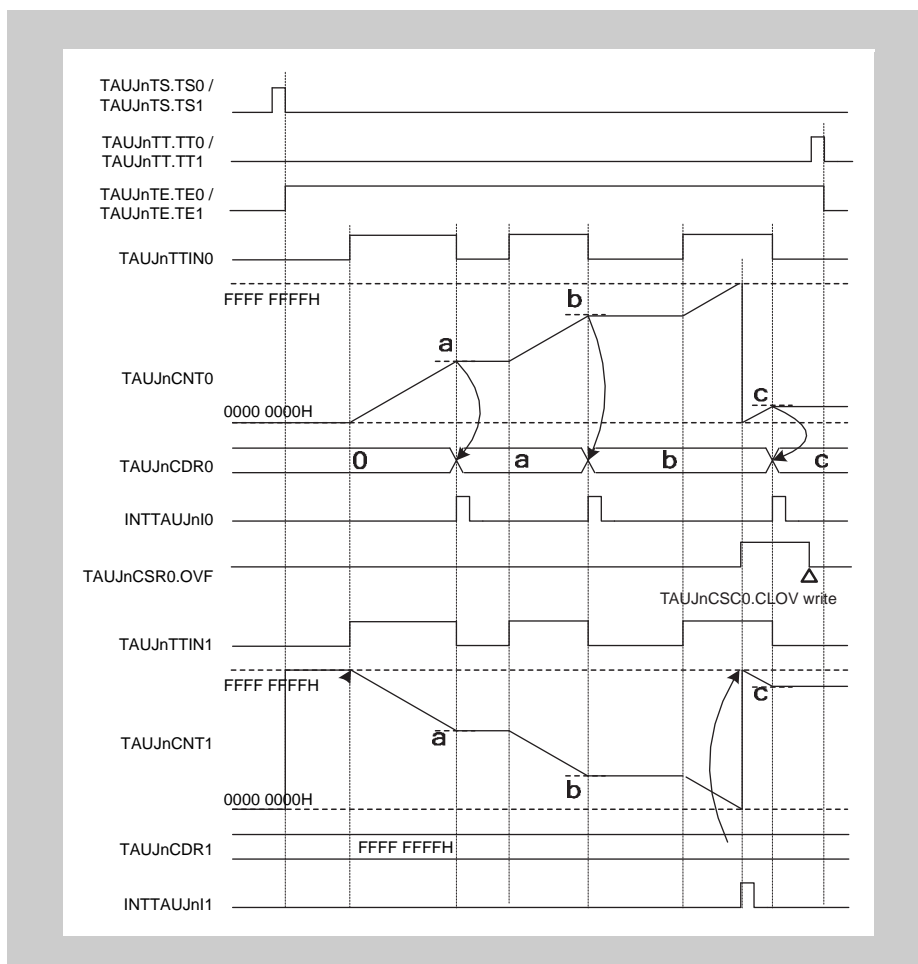 TAUJnTS.TS0 /
TAUJnTS.TS1
TAUJnTT.TT0 /
TAUJnTT.TT1
TAUJnTE.TE0 /
TAUJnTE.TE1
TAUJnTTIN0
FFFF FFFFH
b
a
TAUJnCNT0
c
0000 0000H
TAUJnCDR0
0
a
b
c
INTTAUJnI0
TAUJnCSR0.OVF
TAUJnCSC0.CLOV write
TAUJnTTIN1
FFFF FFFFH
c
TAUJnCNT1
a
b
0000 0000H
TAUJnCDR1
FFFF FFFFH
INTTAUJnI1